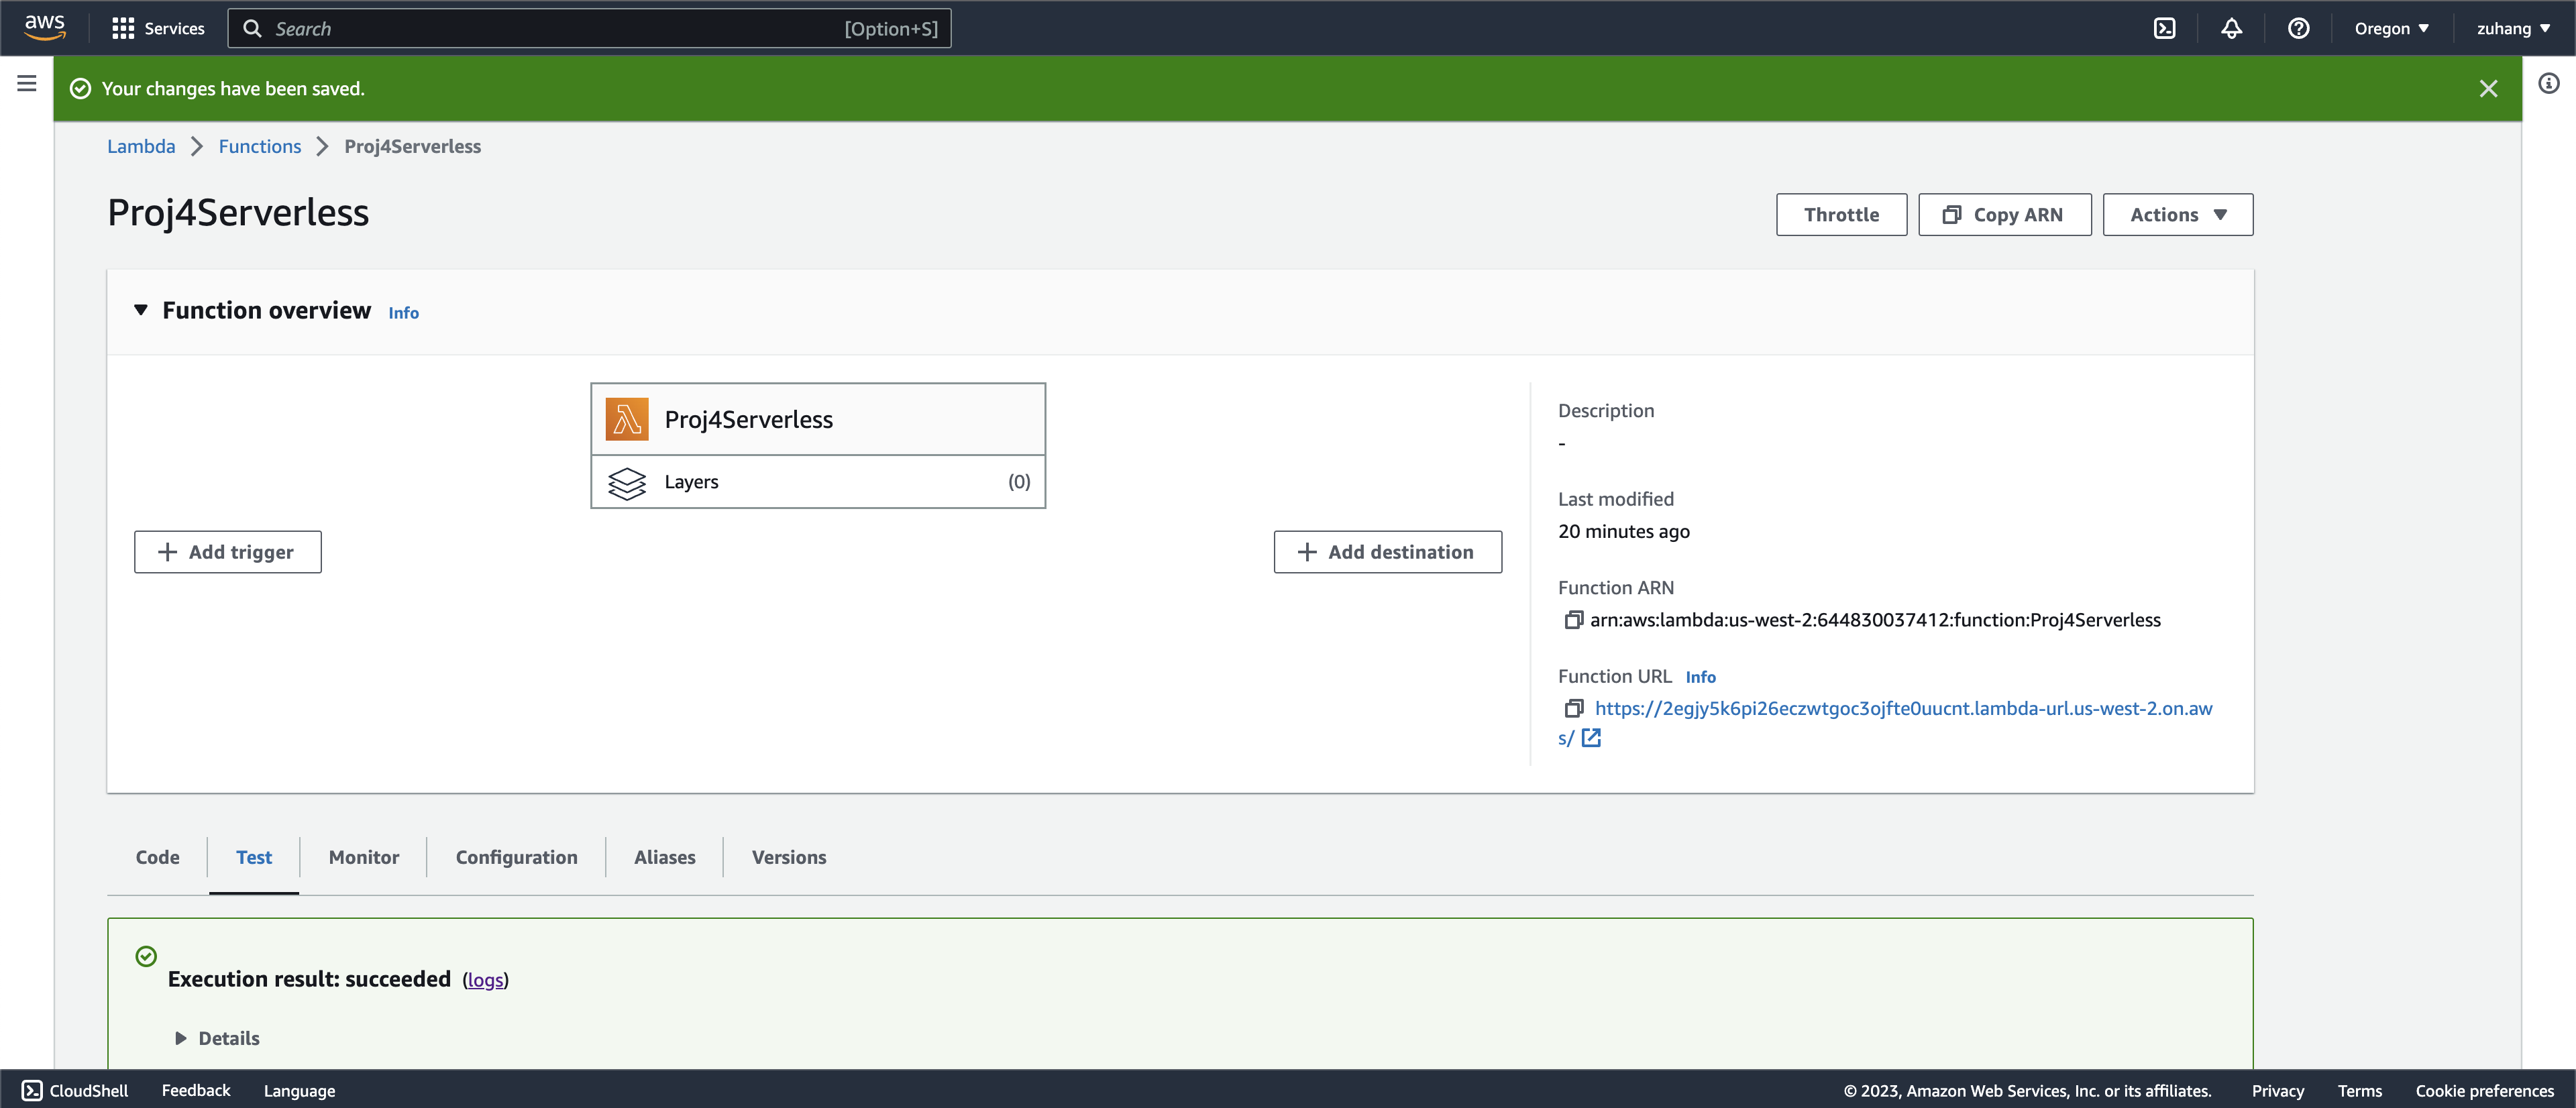 aws
Services
Search
[Option+S]
Oregon
zuhang
Your changes have been saved.
Lambda
Functions
Proj4Serverless
Proj4Serverless
Throttle
Copy ARN
Actions
Function overview
Info
Proj4Serverless
Layers
(0)
Add trigger
Add destination
Description
-
Last modified
20 minutes ago
Function ARN
arn:aws:lambda:us-west-2:644830037412:function:Proj4Serverless
Function URL Info
https://2egjy5k6pi26eczwtgoc3ojfte0uucnt.lambda-url.us-west-2.on.aw
s/
Code
Test
Monitor
Configuration
Aliases
Versions
Execution result: succeeded (logs)
Details
CloudShell
Feedback
Language
© 2023, Amazon Web Services, Inc. or its affiliates.
Privacy
Terms
Cookie preferences